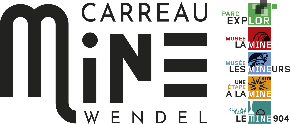 CARREAU
MiNE
WENDEL
PARC
EXPLOR
MUSÉE
LA MINE
MUSÉE
LES MINEURS
UNE
ÉTAPE
À LA MINE
LE MINE 904